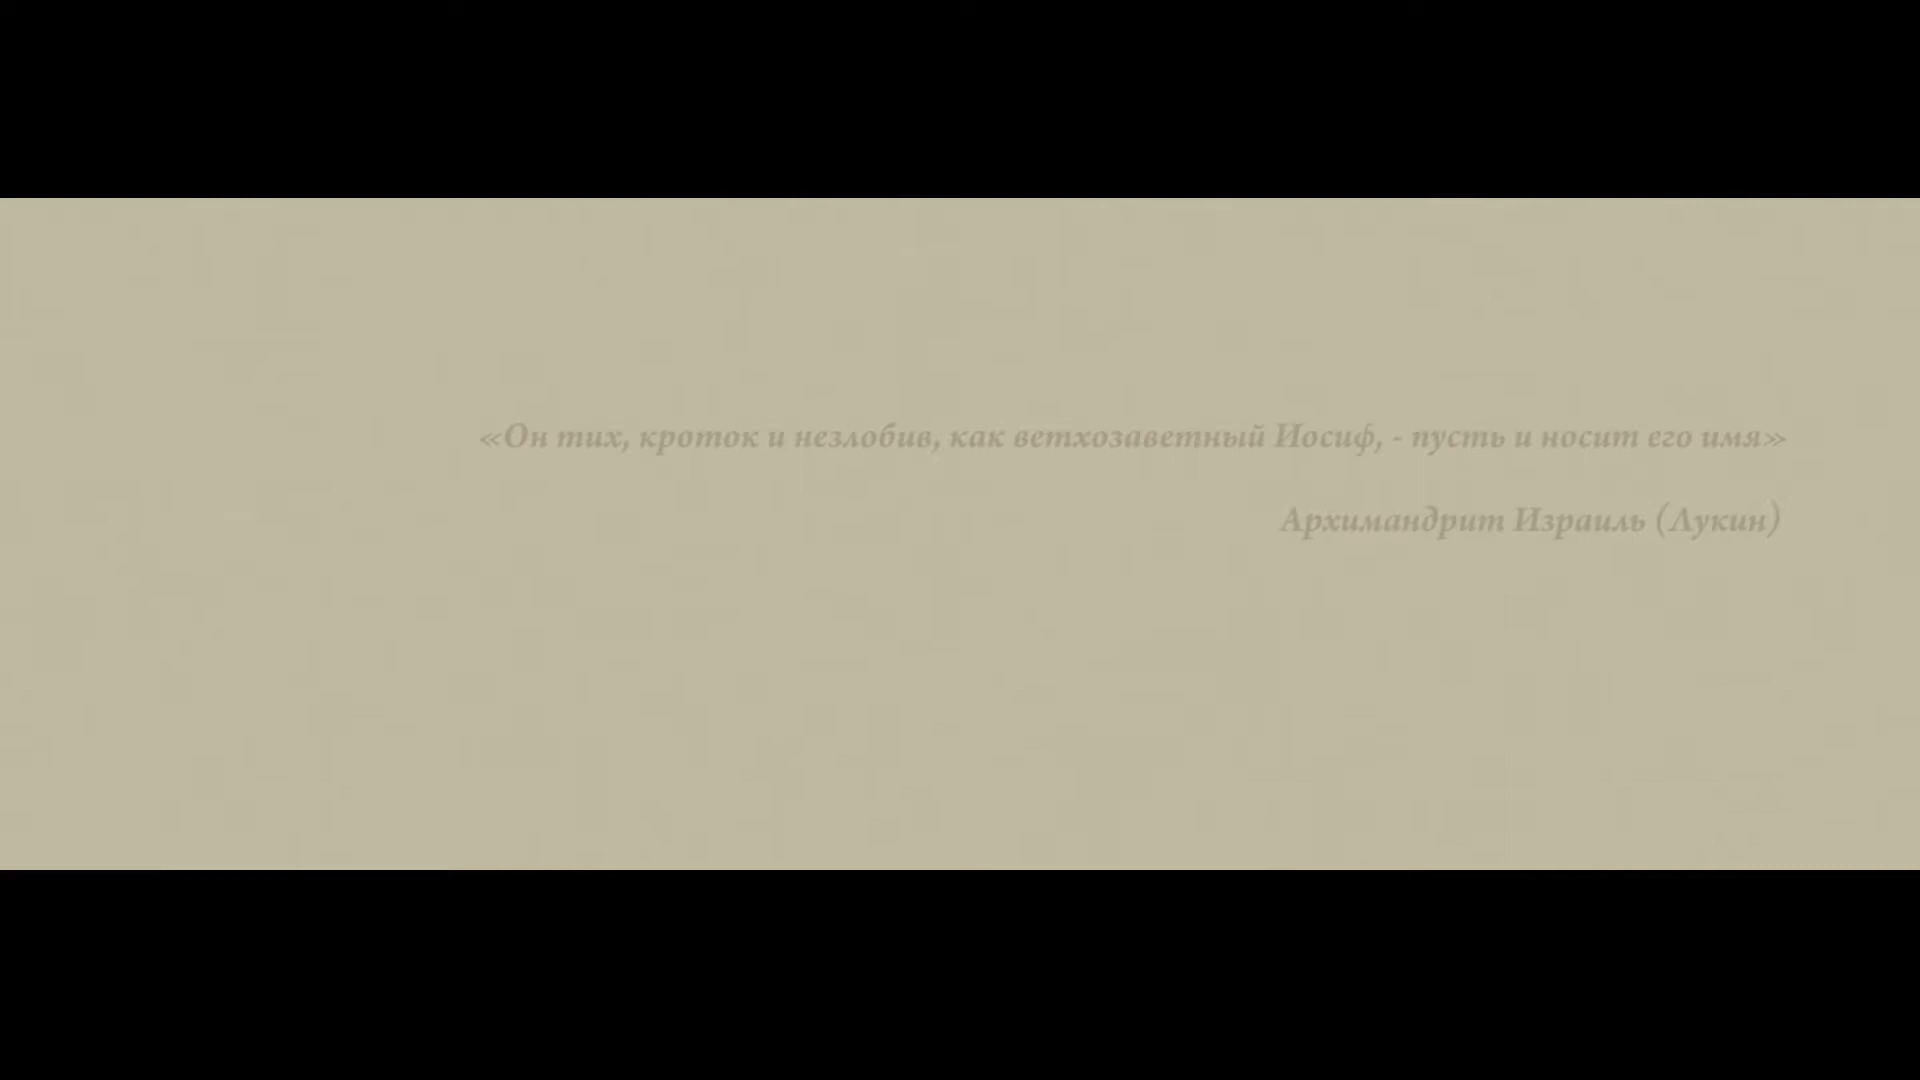 «Он тих, кроток и незлобив, как ветхозаветный Иосиф, - пусть и носит его имя»
Архимандрит Израиль (Лукин)